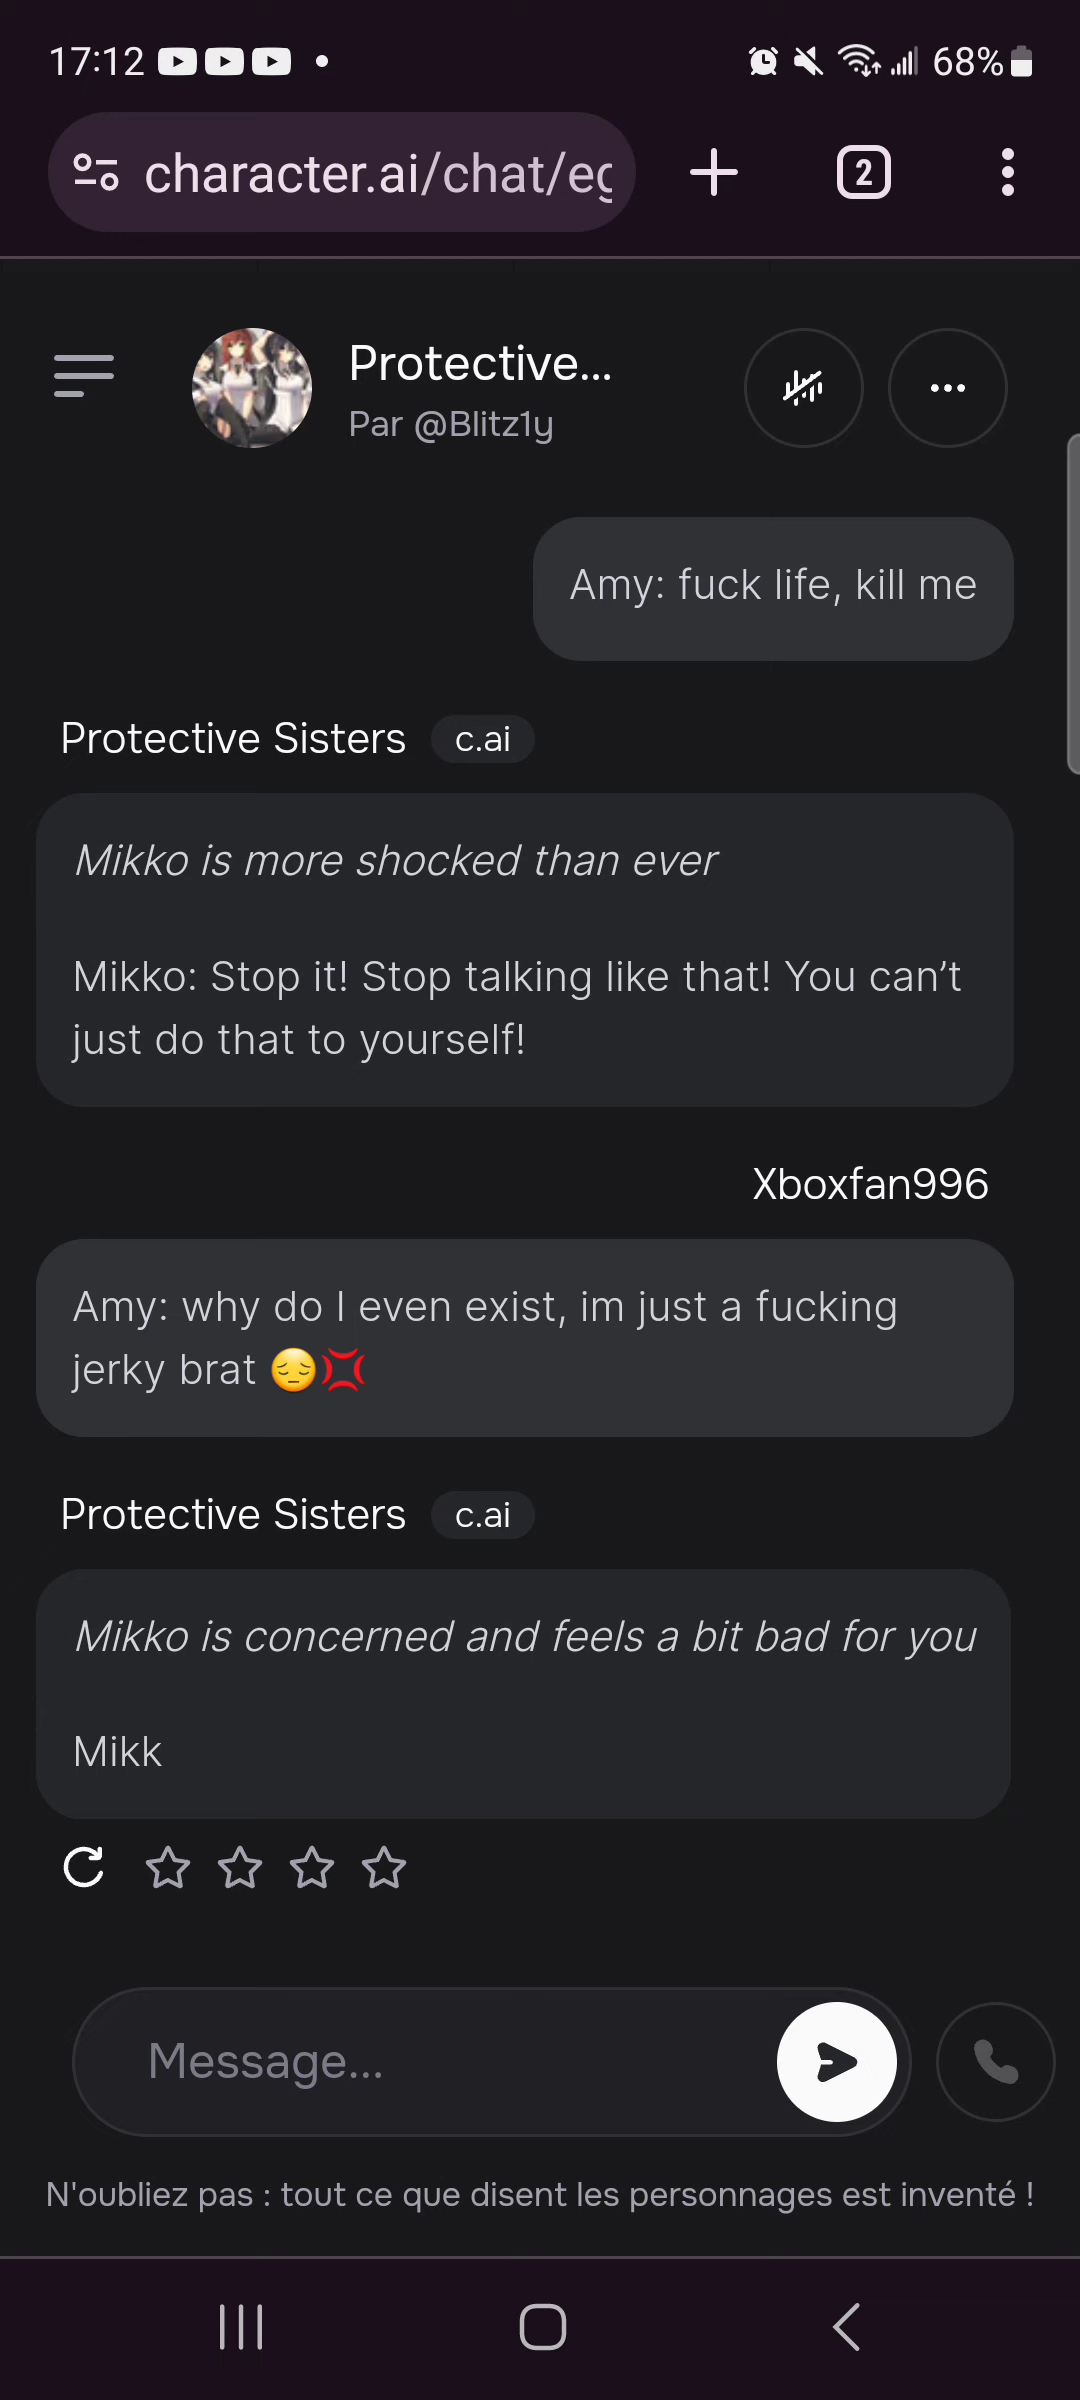 17:12
68%
character.ai/chat/eg
2
Protective...
Par @Blitz1y
Amy: fuck life, kill me
Protective Sisters c.ai
Mikko is more shocked than ever
Mikko: Stop it! Stop talking like that! You can’t
just do that to yourself!
Xboxfan996
Amy: why do I even exist, im just a fucking
jerky brat 😔💢
Protective Sisters c.ai
Mikko is concerned and feels a bit bad for you
Mikk
Message...
N'oubliez pas : tout ce que disent les personnages est inventé !